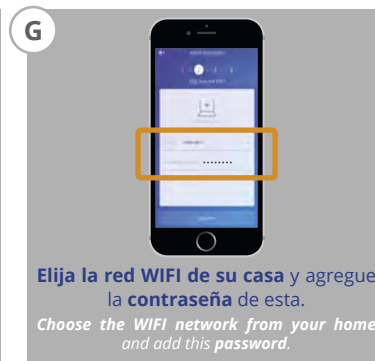 G
Elija la red WIFI de su casa y agregue
la contraseña de esta.
Choose the WIFI network from your home
and add this password.